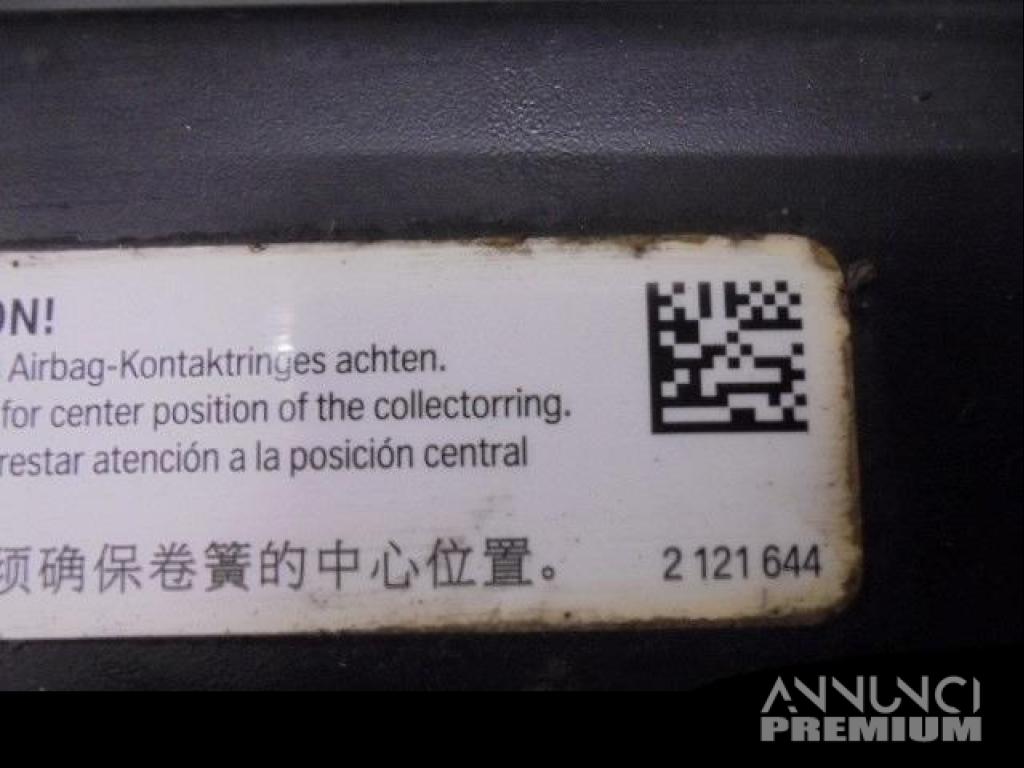 ON!
Airbag-Kontaktringes achten.
for center position of the collectorring.
restar atención a la posición central
须确保卷簧的中心位置。
2 121 644
ANNUNCI
PREMIUM